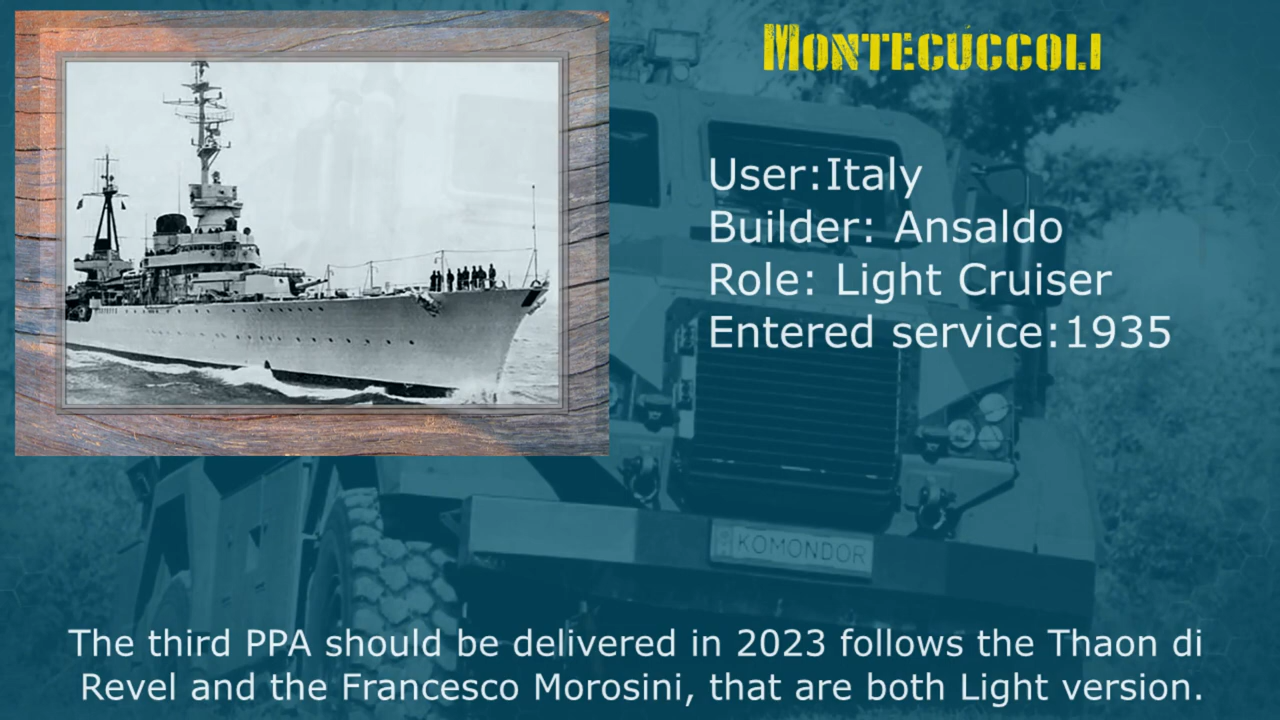 MONTECÚCCOLI
User:Italy
Builder: Ansaldo
Role: Light Cruiser
Entered service:1935
KOMONDOR
The third PPA should be delivered in 2023 follows the Thaon di
Revel and the Francesco Morosini, that are both Light version.